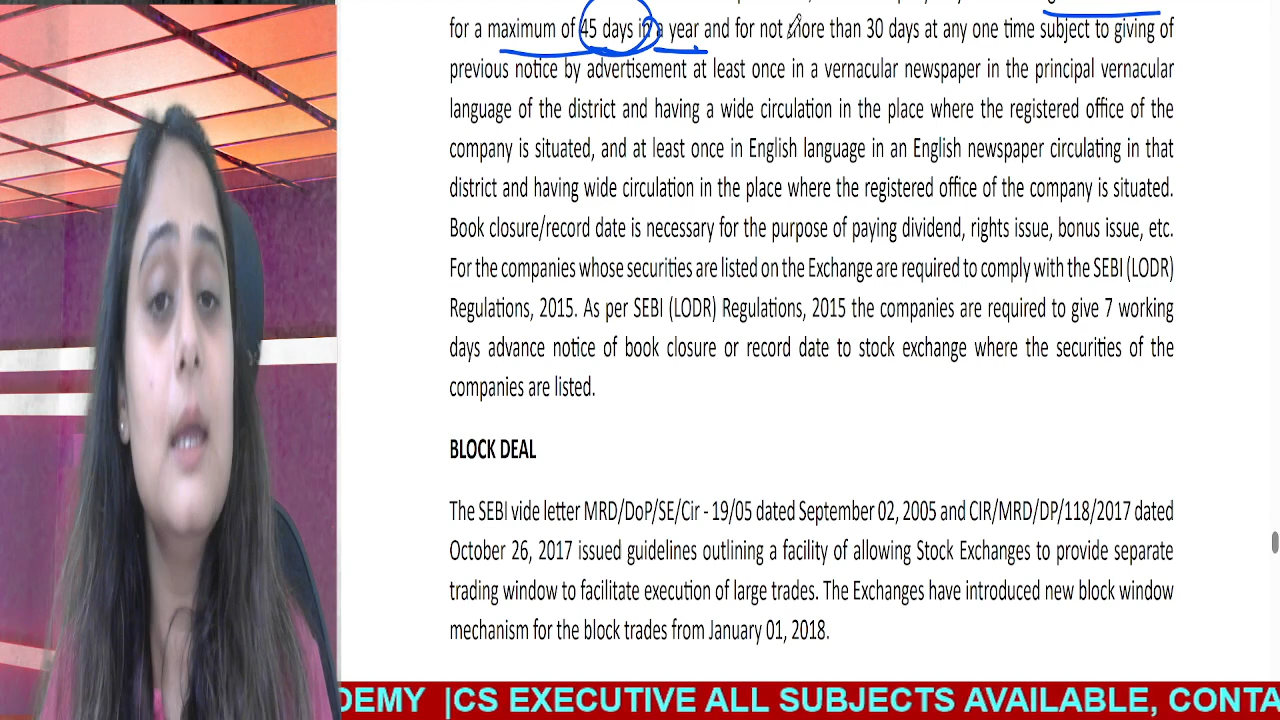 for a maximum of 45 days in a year and for not more than 30 days at any one time subject to giving of
previous notice by advertisement at least once in a vernacular newspaper in the principal vernacular
language of the district and having a wide circulation in the place where the registered office of the
company is situated, and at least once in English language in an English newspaper circulating in that
district and having wide circulation in the place where the registered office of the company is situated.
Book closure/record date is necessary for the purpose of paying dividend, rights issue, bonus issue, etc.
For the companies whose securities are listed on the Exchange are required to comply with the SEBI (LODR)
Regulations, 2015. As per SEBI (LODR) Regulations, 2015 the companies are required to give 7 working
days advance notice of book closure or record date to stock exchange where the securities of the
companies are listed.
BLOCK DEAL
The SEBI vide letter MRD/DoP/SE/Cir - 19/05 dated September 02, 2005 and CIR/MRD/DP/118/2017 dated
October 26, 2017 issued guidelines outlining a facility of allowing Stock Exchanges to provide separate
trading window to facilitate execution of large trades. The Exchanges have introduced new block window
mechanism for the block trades from January 01, 2018.
DEMY |CS EXECUTIVE ALL SUBJECTS AVAILABLE, CONTA